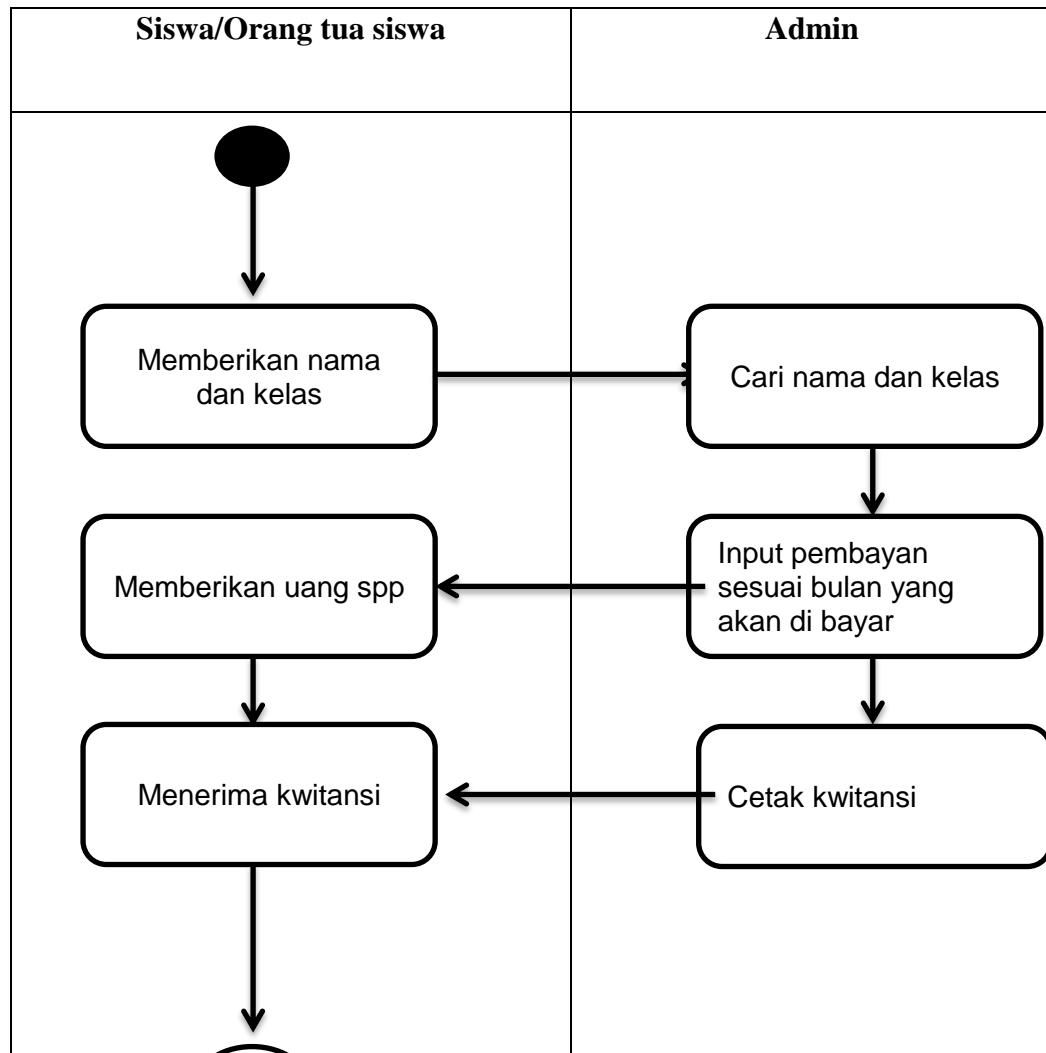 Siswa/Orang tua siswa
Admin
Memberikan nama
dan kelas
Cari nama dan kelas
Memberikan uang spp
Input pembayan
sesuai bulan yang
akan di bayar
Menerima kwitansi
Cetak kwitansi